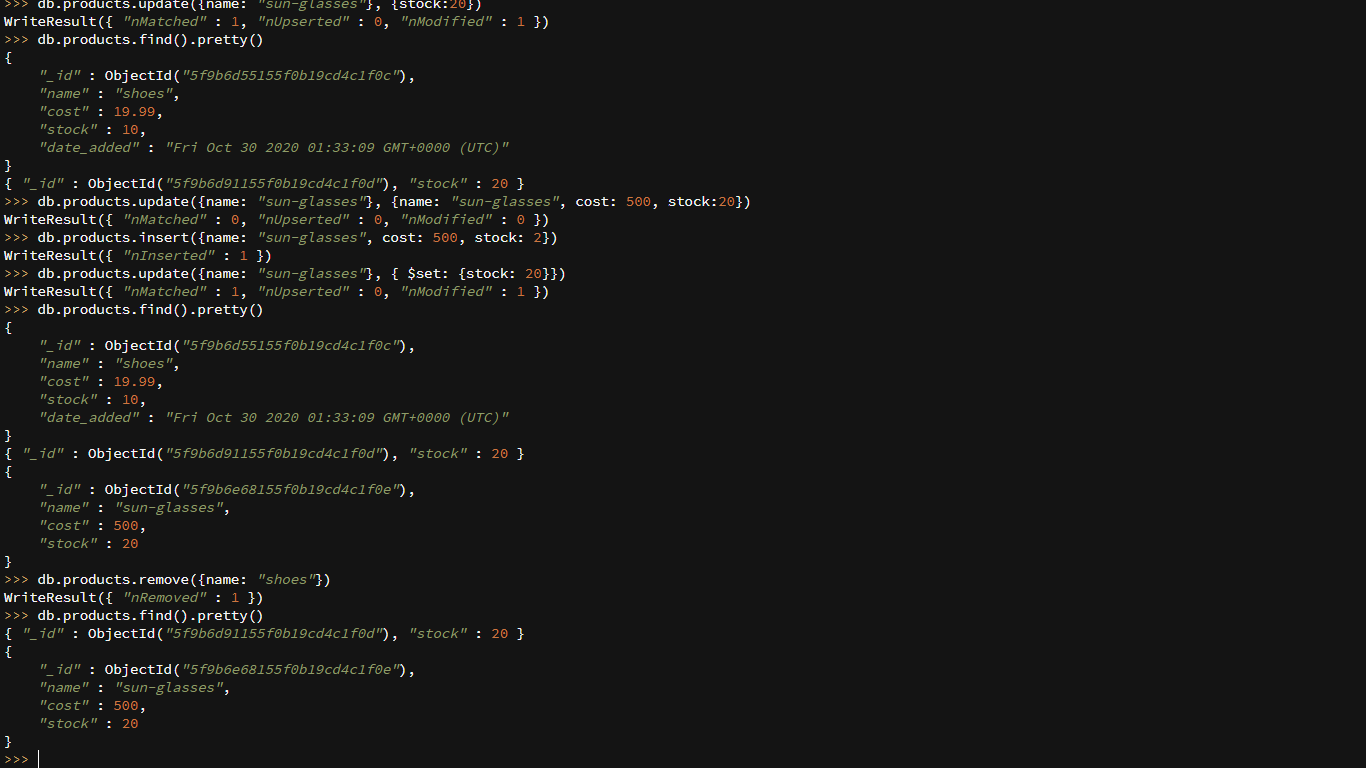 >>> db.products.update({name: "sun-glasses"}, {stock:20})
WriteResult({ "nMatched" : 1, "nUpserted" : 0, "nModified" : 1 })
>>> db.products.find().pretty()
{
    "_id" : ObjectId("5f9b6d55155f0b19cd4c1f0c"),
    "name" : "shoes",
    "cost" : 19.99,
    "stock" : 10,
    "date_added" : "Fri Oct 30 2020 01:33:09 GMT+0000 (UTC)"
}
{ "_id" : ObjectId("5f9b6d91155f0b19cd4c1f0d"), "stock" : 20 }
>>> db.products.update({name: "sun-glasses"}, {name: "sun-glasses", cost: 500, stock:20})
WriteResult({ "nMatched" : 0, "nUpserted" : 0, "nModified" : 0 })
>>> db.products.insert({name: "sun-glasses", cost: 500, stock: 2})
WriteResult({ "nInserted" : 1 })
>>> db.products.update({name: "sun-glasses"}, { $set: {stock: 20}})
WriteResult({ "nMatched" : 1, "nUpserted" : 0, "nModified" : 1 })
>>> db.products.find().pretty()
{
    "_id" : ObjectId("5f9b6d55155f0b19cd4c1f0c"),
    "name" : "shoes",
    "cost" : 19.99,
    "stock" : 10,
    "date_added" : "Fri Oct 30 2020 01:33:09 GMT+0000 (UTC)"
}
{ "_id" : ObjectId("5f9b6d91155f0b19cd4c1f0d"), "stock" : 20 }
{
    "_id" : ObjectId("5f9b6e68155f0b19cd4c1f0e"),
    "name" : "sun-glasses",
    "cost" : 500,
    "stock" : 20
}
>>> db.products.remove({name: "shoes"})
WriteResult({ "nRemoved" : 1 })
>>> db.products.find().pretty()
{ "_id" : ObjectId("5f9b6d91155f0b19cd4c1f0d"), "stock" : 20 }
{
    "_id" : ObjectId("5f9b6e68155f0b19cd4c1f0e"),
    "name" : "sun-glasses",
    "cost" : 500,
    "stock" : 20
}
>>>